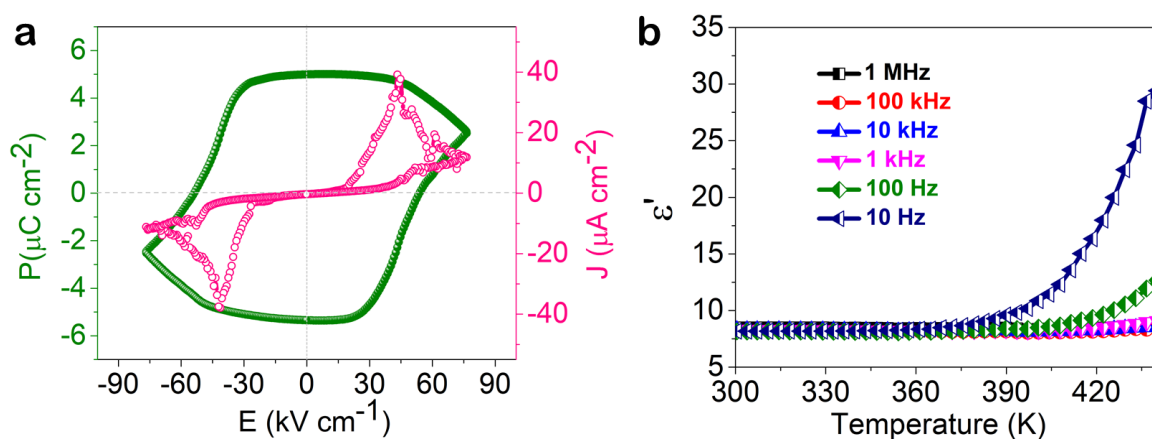 a
P(μC cm⁻²)
6
4
2
0
-2
-4
-6
J (μA cm⁻²)
40
20
0
-20
-40
-90 -60 -30 0 30 60 90
E (kV cm⁻¹)
b
ε'
35
30
25
20
15
10
5
1 MHz
100 kHz
10 kHz
1 kHz
100 Hz
10 Hz
300 330 360 390 420
Temperature (K)